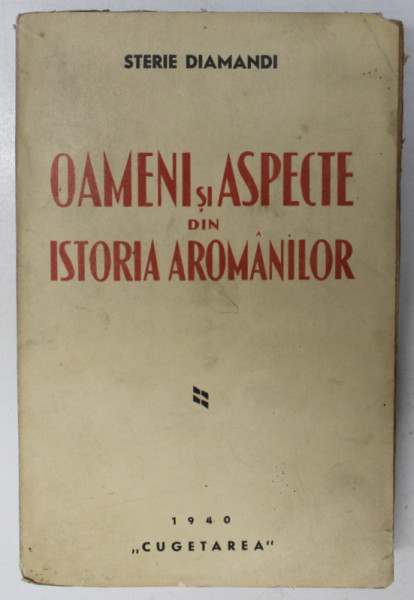 STERIE DIAMANDI
OAMENI ȘI ASPECTE
DIN
ISTORIA AROMÂNILOR
1940
„CUGETAREA"